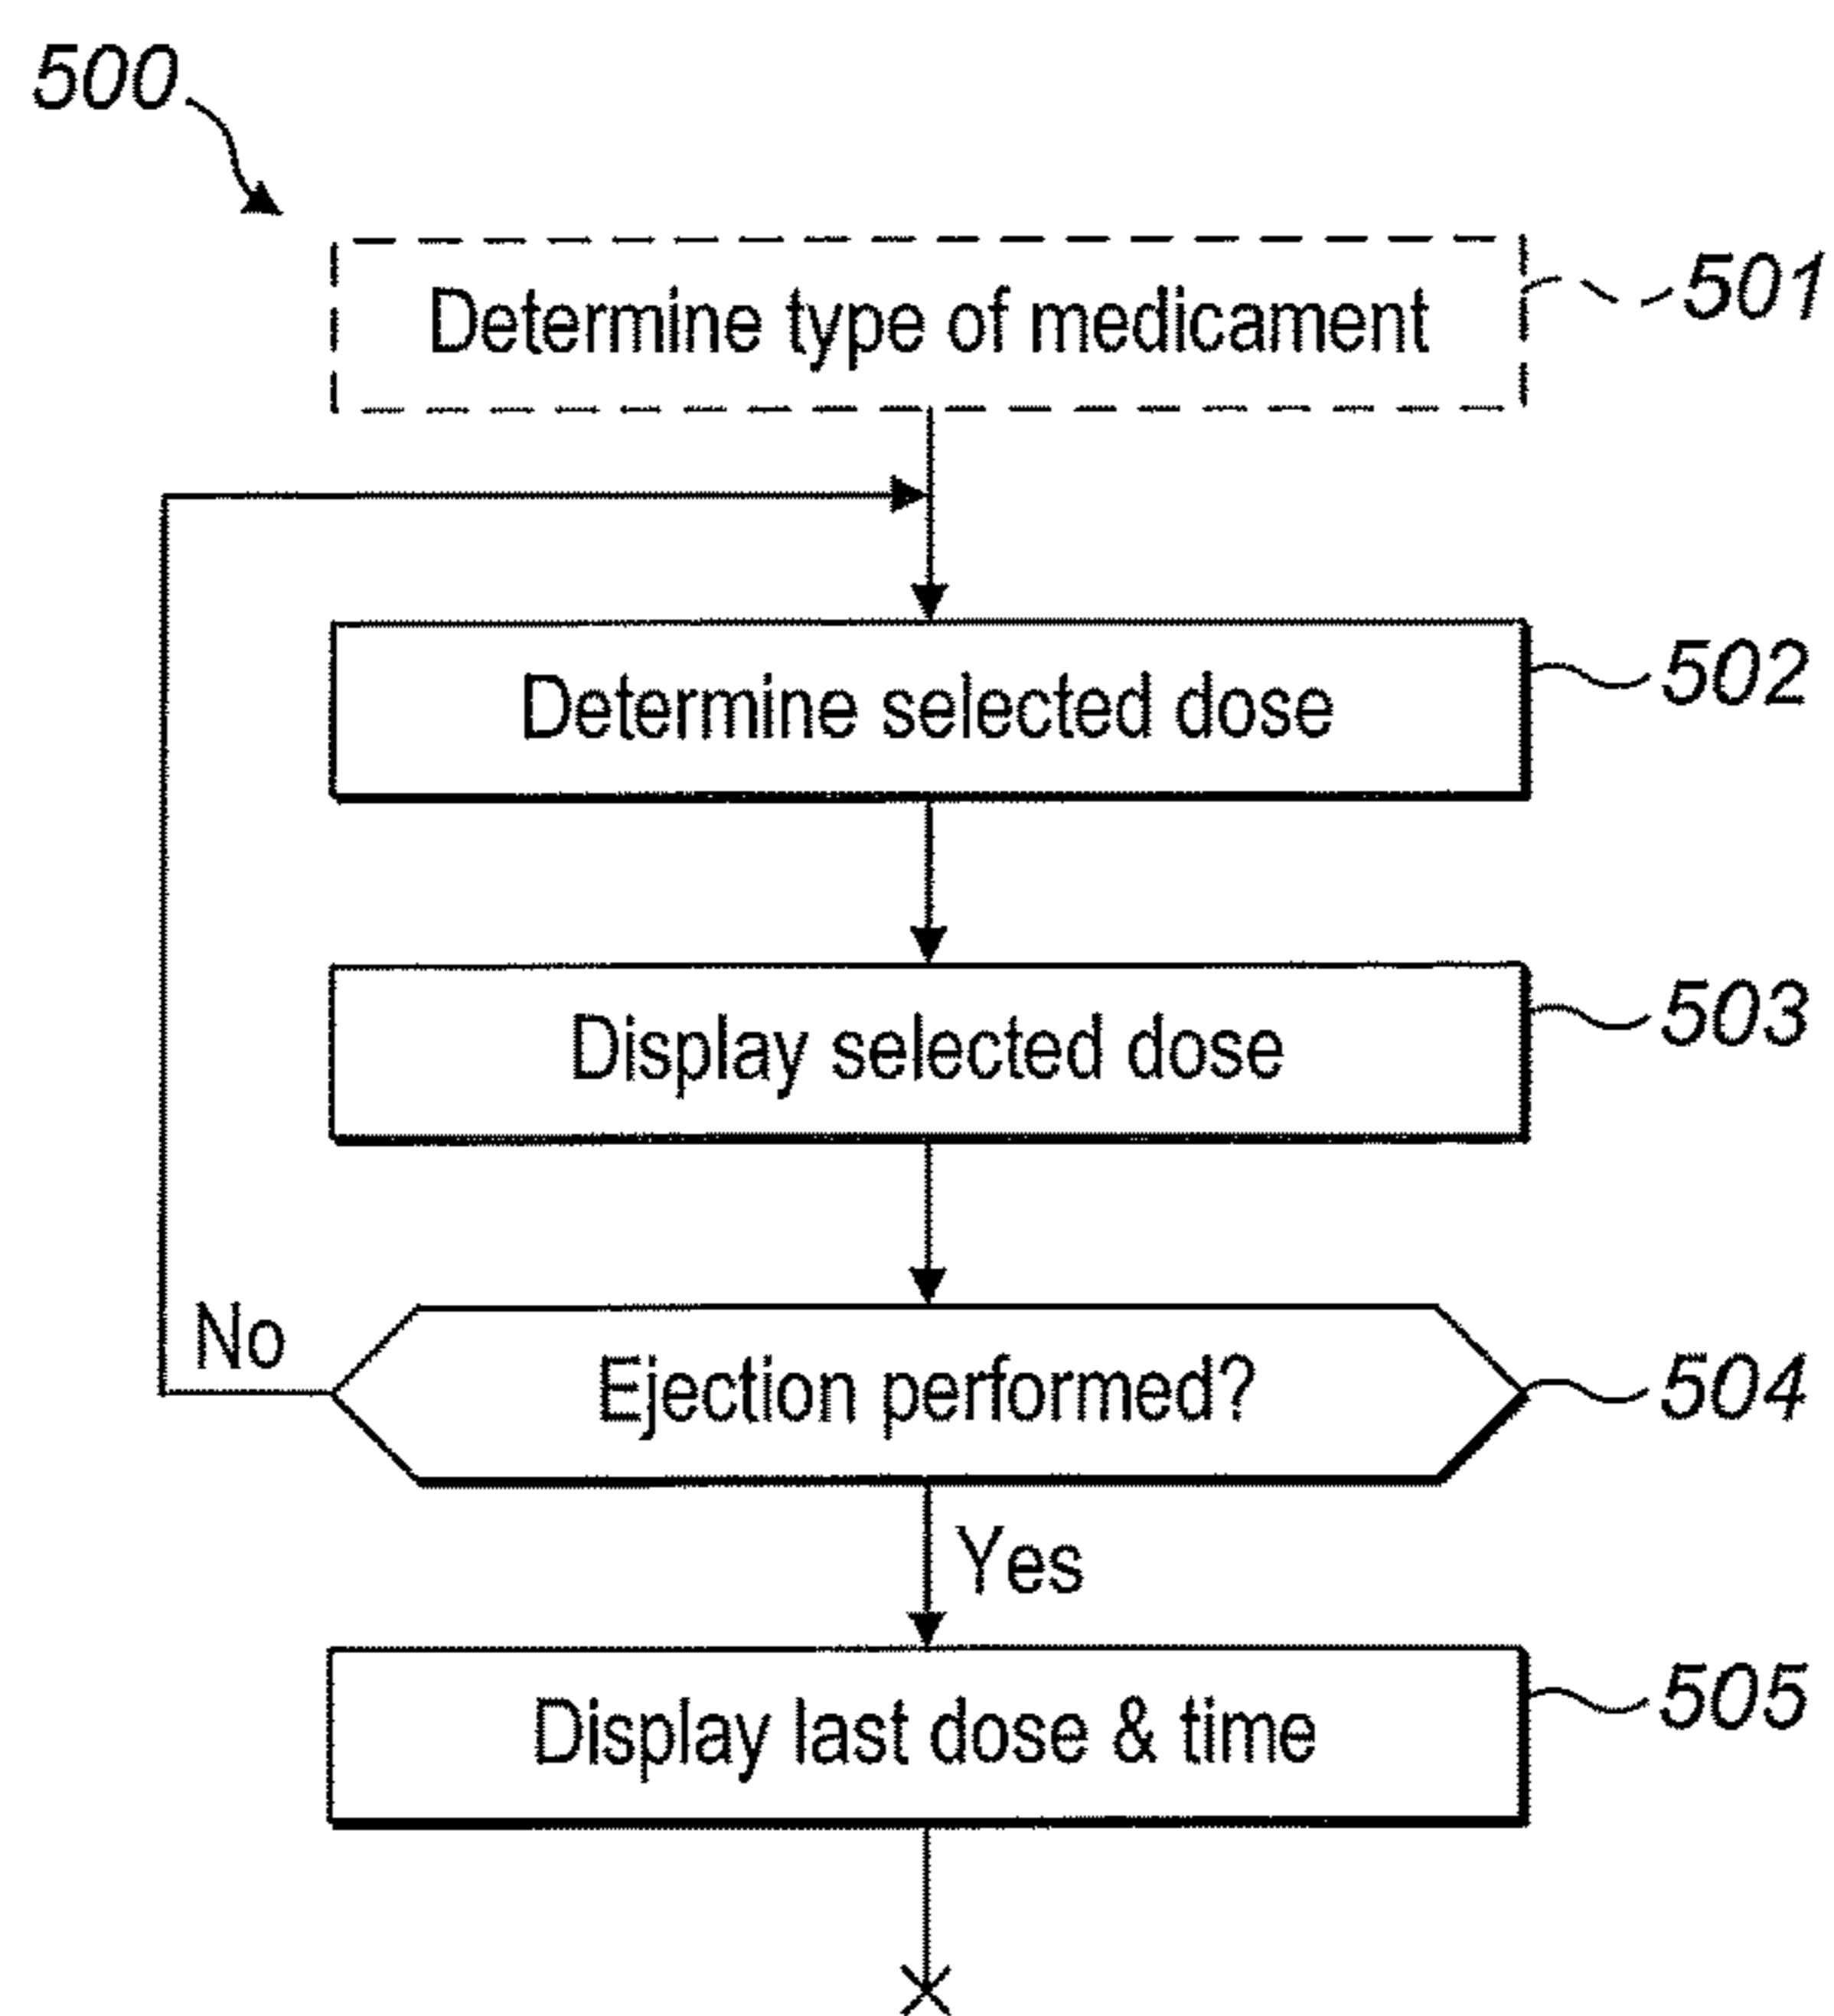 500
Determine type of medicament
501
Determine selected dose
502
Display selected dose
503
No
Ejection performed?
504
Yes
Display last dose & time
505